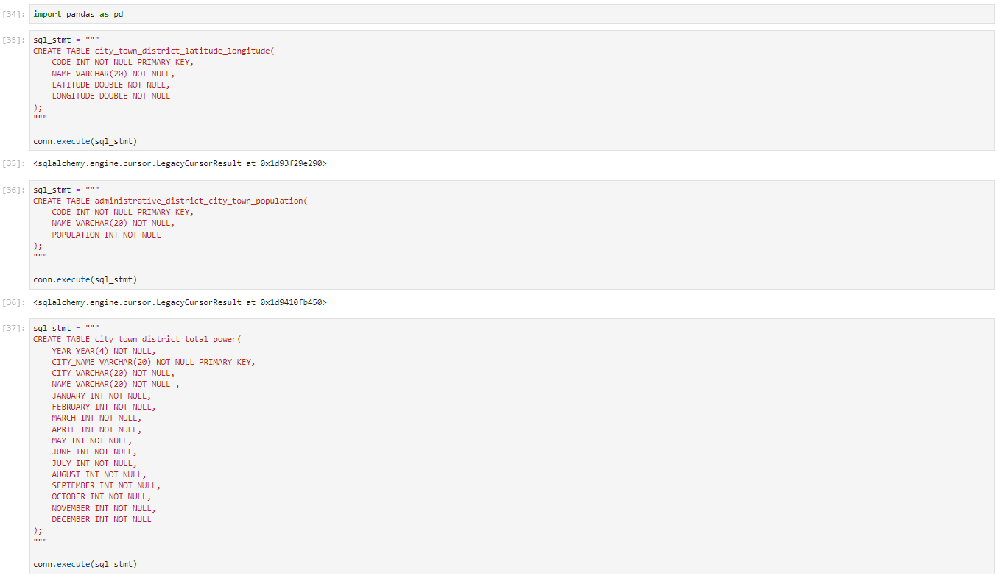 [34]: import pandas as pd
[35]: sql_stmt = """
CREATE TABLE city_town_district_latitude_longitude(
    CODE INT NOT NULL PRIMARY KEY,
    NAME VARCHAR(20) NOT NULL,
    LATITUDE DOUBLE NOT NULL,
    LONGITUDE DOUBLE NOT NULL
);
"""
conn.execute(sql_stmt)
[35]: <sqlalchemy.engine.cursor.LegacyCursorResult at 0x1d93f29e290>
[36]: sql_stmt = """
CREATE TABLE administrative_district_city_town_population(
    CODE INT NOT NULL PRIMARY KEY,
    NAME VARCHAR(20) NOT NULL,
    POPULATION INT NOT NULL
);
"""
conn.execute(sql_stmt)
[36]: <sqlalchemy.engine.cursor.LegacyCursorResult at 0x1d9410fb450>
[37]: sql_stmt = """
CREATE TABLE city_town_district_total_power(
    YEAR YEAR(4) NOT NULL,
    CITY_NAME VARCHAR(20) NOT NULL PRIMARY KEY,
    CITY VARCHAR(20) NOT NULL,
    NAME VARCHAR(20) NOT NULL ,
    JANUARY INT NOT NULL,
    FEBRUARY INT NOT NULL,
    MARCH INT NOT NULL,
    APRIL INT NOT NULL,
    MAY INT NOT NULL,
    JUNE INT NOT NULL,
    JULY INT NOT NULL,
    AUGUST INT NOT NULL,
    SEPTEMBER INT NOT NULL,
    OCTOBER INT NOT NULL,
    NOVEMBER INT NOT NULL,
    DECEMBER INT NOT NULL
);
"""
conn.execute(sql_stmt)